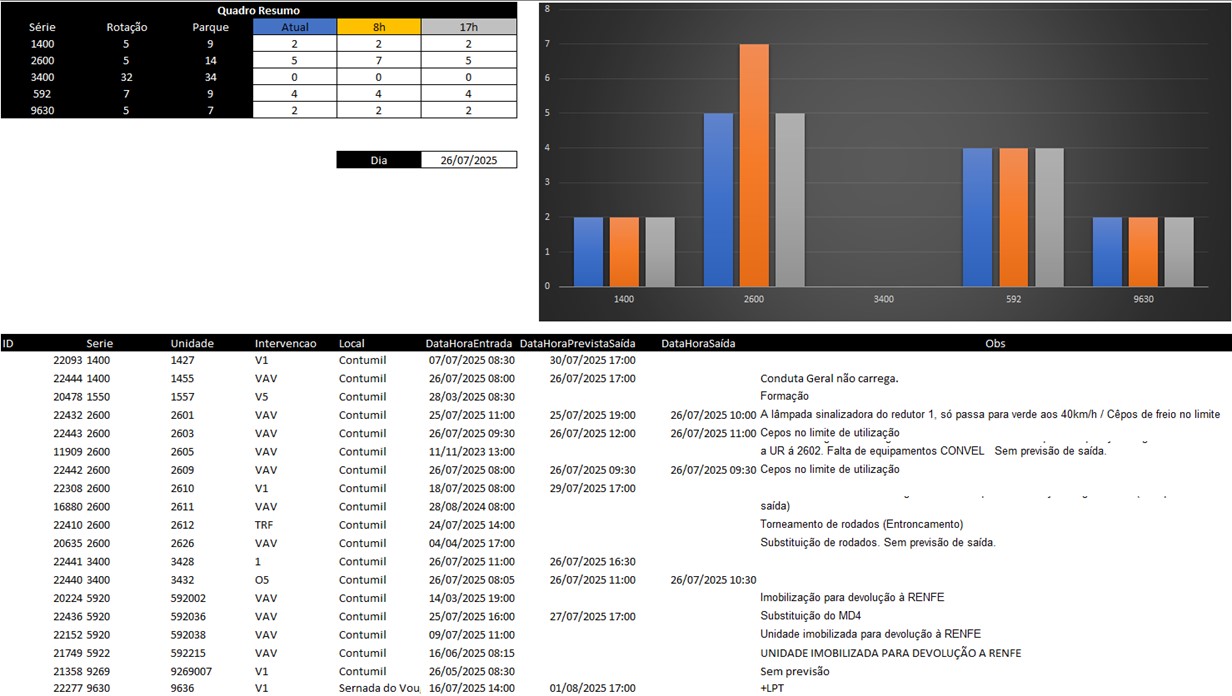 Quadro Resumo
Série Rotação Parque Atual 8h 17h
1400 5 9 2 2 2
2600 5 14 5 7 5
3400 32 34 0 0 0
592 7 9 4 4 4
9630 5 7 2 2 2
Dia 26/07/2025
8
7
6
5
4
3
2
1
0
1400 2600 3400 592 9630
ID Serie Unidade Intervencao Local DataHoraEntrada DataHoraPrevistaSaída DataHoraSaída Obs
22093 1400 1427 V1 Contumil 07/07/2025 08:30 30/07/2025 17:00
22444 1400 1455 VAV Contumil 26/07/2025 08:00 26/07/2025 17:00 Conduta Geral não carrega.
20478 1550 1557 V5 Contumil 28/03/2025 08:30 Formação
22432 2600 2601 VAV Contumil 25/07/2025 11:00 25/07/2025 19:00 26/07/2025 10:00 A lâmpada sinalizadora do redutor 1, só passa para verde aos 40km/h / Cêpos de freio no limite
22443 2600 2603 VAV Contumil 26/07/2025 09:30 26/07/2025 12:00 26/07/2025 11:00 Cepos no limite de utilização
11909 2600 2605 VAV Contumil 11/11/2023 13:00 a UR á 2602. Falta de equipamentos CONVEL Sem previsão de saída.
22442 2600 2609 VAV Contumil 26/07/2025 08:00 26/07/2025 09:30 26/07/2025 09:30 Cepos no limite de utilização
22308 2600 2610 V1 Contumil 18/07/2025 08:00 29/07/2025 17:00
16880 2600 2611 VAV Contumil 28/08/2024 08:00 saída)
22410 2600 2612 TRF Contumil 24/07/2025 14:00 Torneamento de rodados (Entroncamento)
20635 2600 2626 VAV Contumil 04/04/2025 17:00 Substituição de rodados. Sem previsão de saída.
22441 3400 3428 1 Contumil 26/07/2025 11:00 26/07/2025 16:30
22440 3400 3432 O5 Contumil 26/07/2025 08:05 26/07/2025 11:00 26/07/2025 10:30
20224 5920 592002 VAV Contumil 14/03/2025 19:00 Imobilização para devolução à RENFE
22436 5920 592036 VAV Contumil 25/07/2025 16:00 27/07/2025 17:00 Substituição do MD4
22152 5920 592038 VAV Contumil 09/07/2025 11:00 Unidade imobilizada para devolução à RENFE
21749 5922 592215 VAV Contumil 16/06/2025 08:15 UNIDADE IMOBILIZADA PARA DEVOLUÇÃO A RENFE
21358 9269 9269007 V1 Contumil 26/05/2025 08:30 Sem previsão
22277 9630 9636 V1 Sernada do Vou 16/07/2025 14:00 01/08/2025 17:00 +LPT